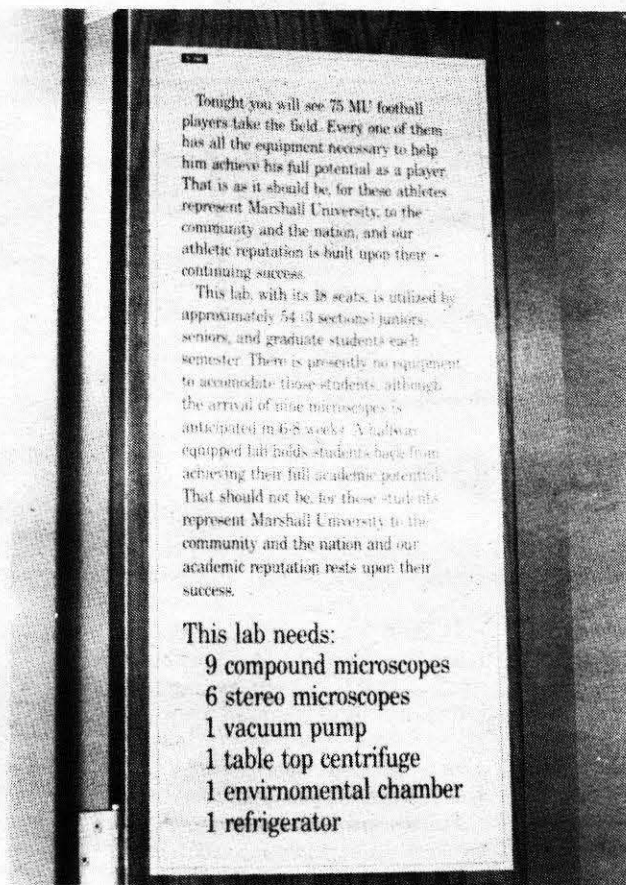 Tonight you will see 75 MU football
players take the field. Every one of them
has all the equipment necessary to help
him achieve his full potential as a player.
That is as it should be, for these athletes
represent Marshall University, to the
community and the nation, and our
athletic reputation is built upon their
continuing success.
This lab, with its 18 seats, is utilized by
approximately 54 (3 sections) juniors,
seniors, and graduate students each
semester. There is presently no equipment
to accomodate those students, although
the arrival of nine microscopes is
anticipated in 6-8 weeks. A halfway
equipped lab holds students back from
achieving their full academic potential.
That should not be, for these students
represent Marshall University to the
community and the nation and our
academic reputation rests upon their
success.
This lab needs:
9 compound microscopes
6 stereo microscopes
1 vacuum pump
1 table top centrifuge
1 envirnomental chamber
1 refrigerator